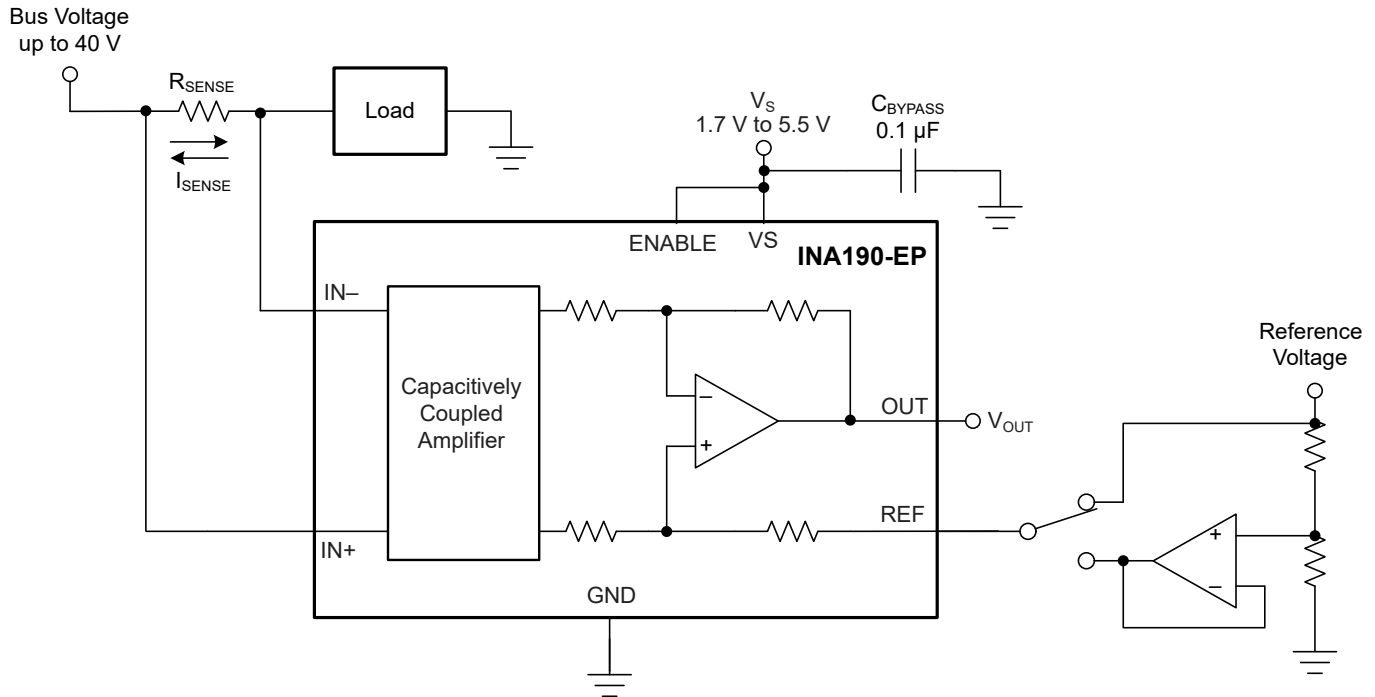 Bus Voltage
up to 40 V
RSENSE
ISENSE
Load
VS
1.7 V to 5.5 V
CBYPASS
0.1 µF
ENABLE
VS
INA190-EP
IN–
IN+
Capacitively
Coupled
Amplifier
–
+
OUT
VOUT
REF
GND
Reference
Voltage
+
–